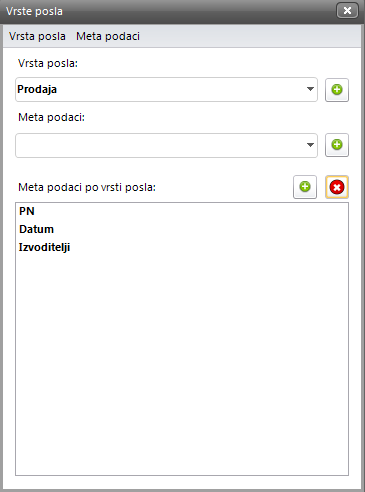 Vrste posla
Vrsta posla Meta podaci
Vrsta posla:
Prodaja
Meta podaci:
Meta podaci po vrsti posla:
PN
Datum
Izvoditelji